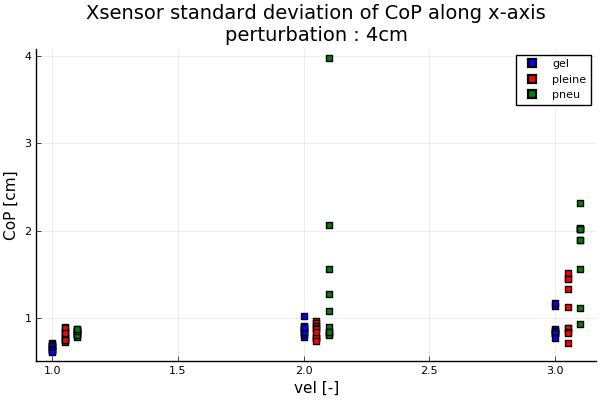 Xsensor standard deviation of CoP along x-axis
perturbation : 4cm
gel
pleine
pneu
CoP [cm]
4
3
2
1
1.0 1.5 2.0 2.5 3.0
vel [-]